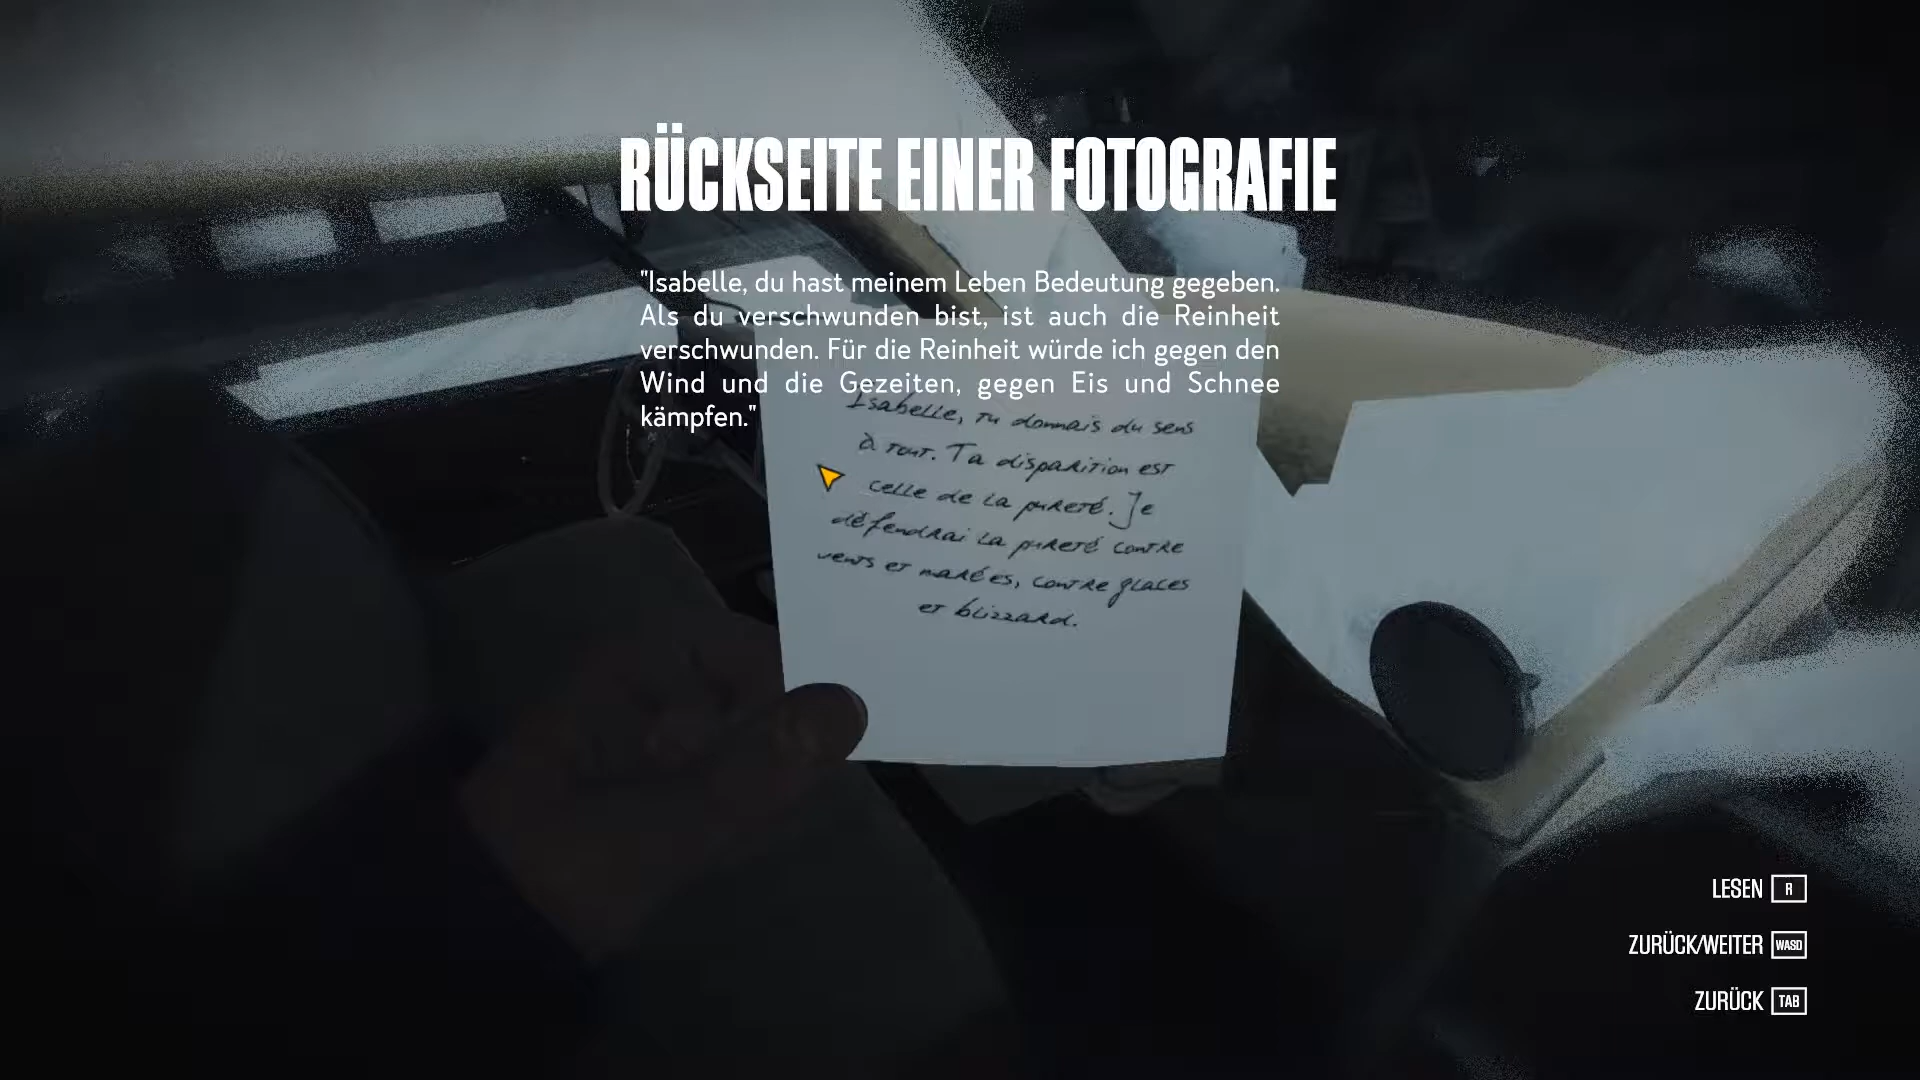 RÜCKSEITE EINER FOTOGRAFIE
"Isabelle, du hast meinem Leben Bedeutung gegeben.
Als du verschwunden bist, ist auch die Reinheit
verschwunden. Für die Reinheit würde ich gegen den
Wind und die Gezeiten, gegen Eis und Schnee
kämpfen."
Isabelle, tu donnais du sens
à tout. Ta disparition est
celle de la pureté. Je
défendrai la pureté contre
vents et marées, contre glaces
et blizzard.
LESEN R
ZURÜCK/WEITER WASD
ZURÜCK TAB